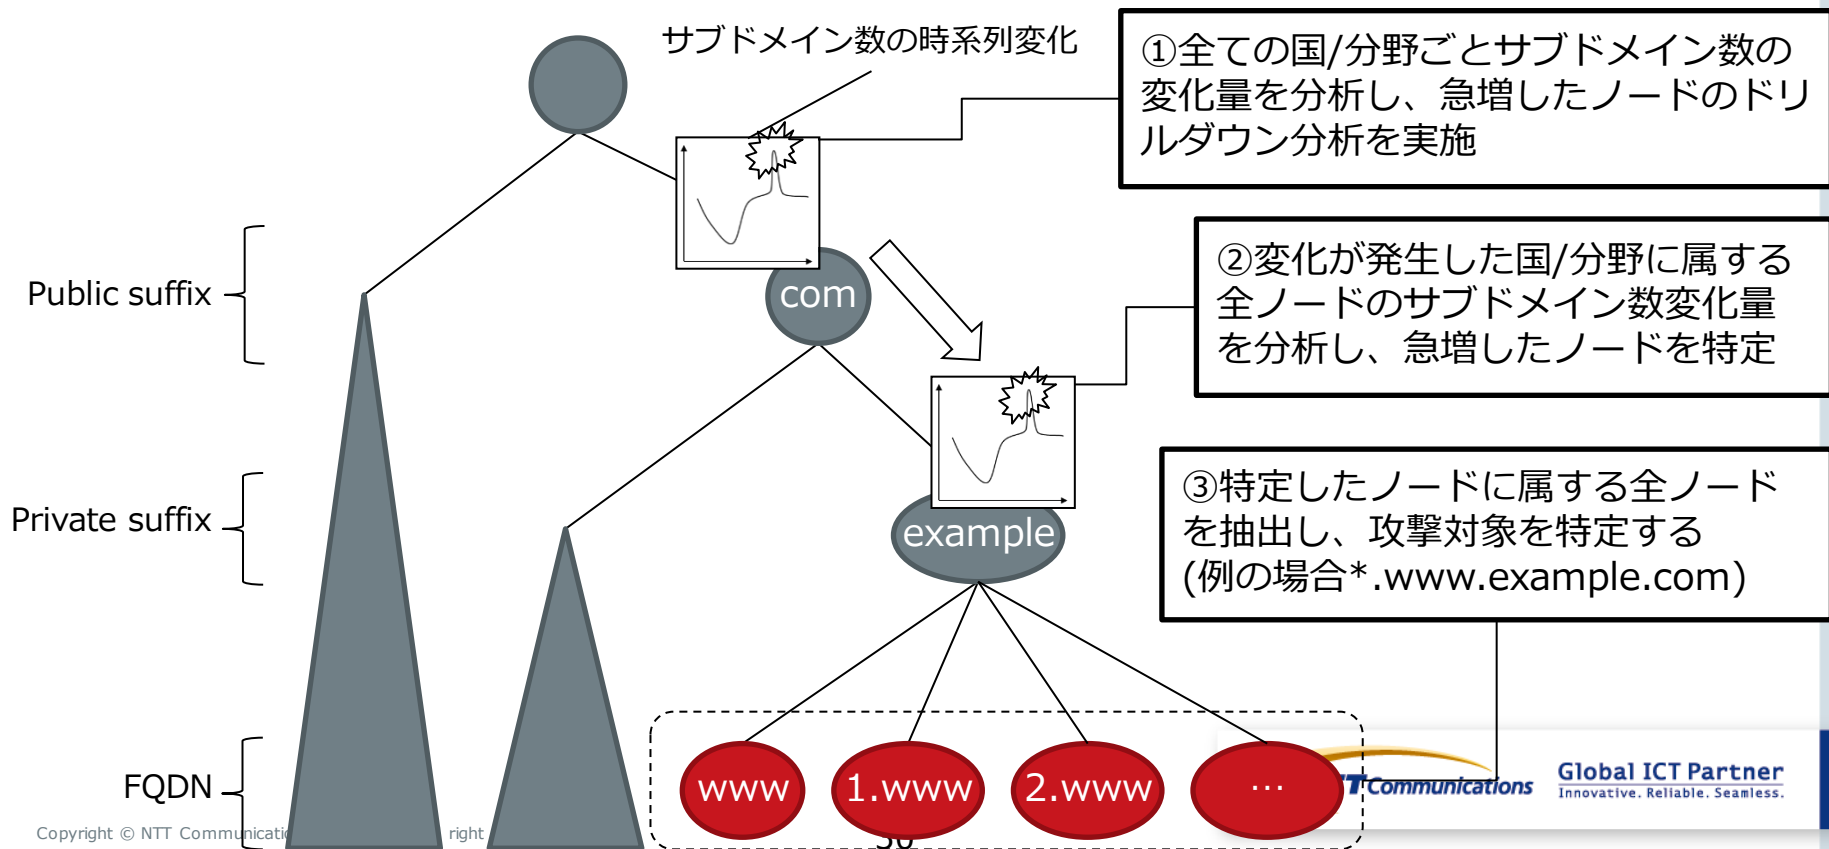 サブドメイン数の時系列変化
①全ての国/分野ごとサブドメイン数の
変化量を分析し、急増したノードのドリ
ルダウン分析を実施
②変化が発生した国/分野に属する
全ノードのサブドメイン数変化量
を分析し、急増したノードを特定
Public suffix
com
③特定したノードに属する全ノード
を抽出し、攻撃対象を特定する
(例の場合*.www.example.com)
Private suffix
example
FQDN
www
1.www
2.www
...
Communications
Global ICT Partner
Innovative. Reliable. Seamless.
Copyright © NTT right